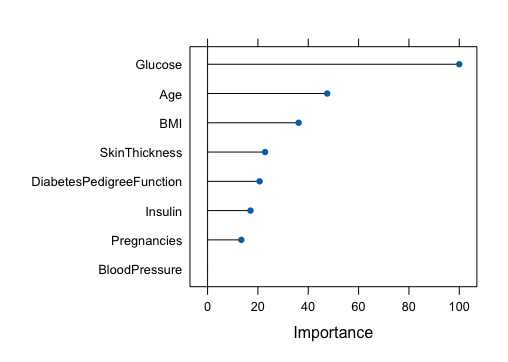 Glucose
Age
BMI
SkinThickness
DiabetesPedigreeFunction
Insulin
Pregnancies
BloodPressure
0 20 40 60 80 100
Importance